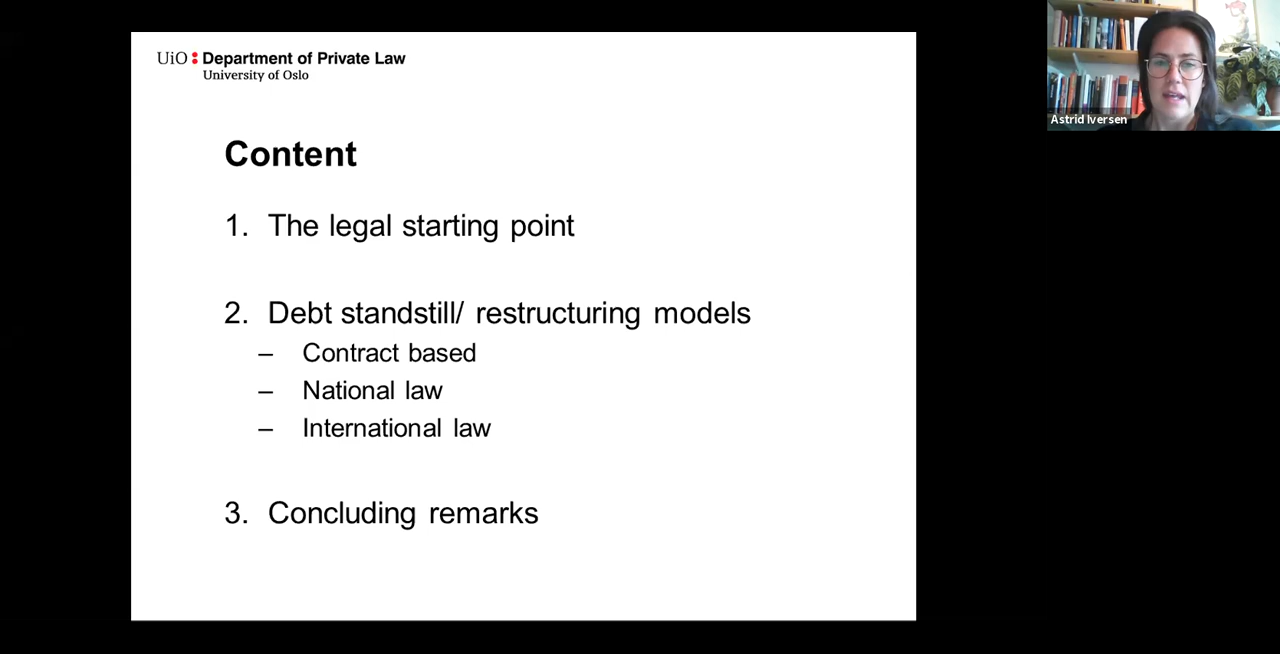 UiO : Department of Private Law
University of Oslo
Astrid Iversen
Content
1. The legal starting point
2. Debt standstill/ restructuring models
– Contract based
– National law
– International law
3. Concluding remarks